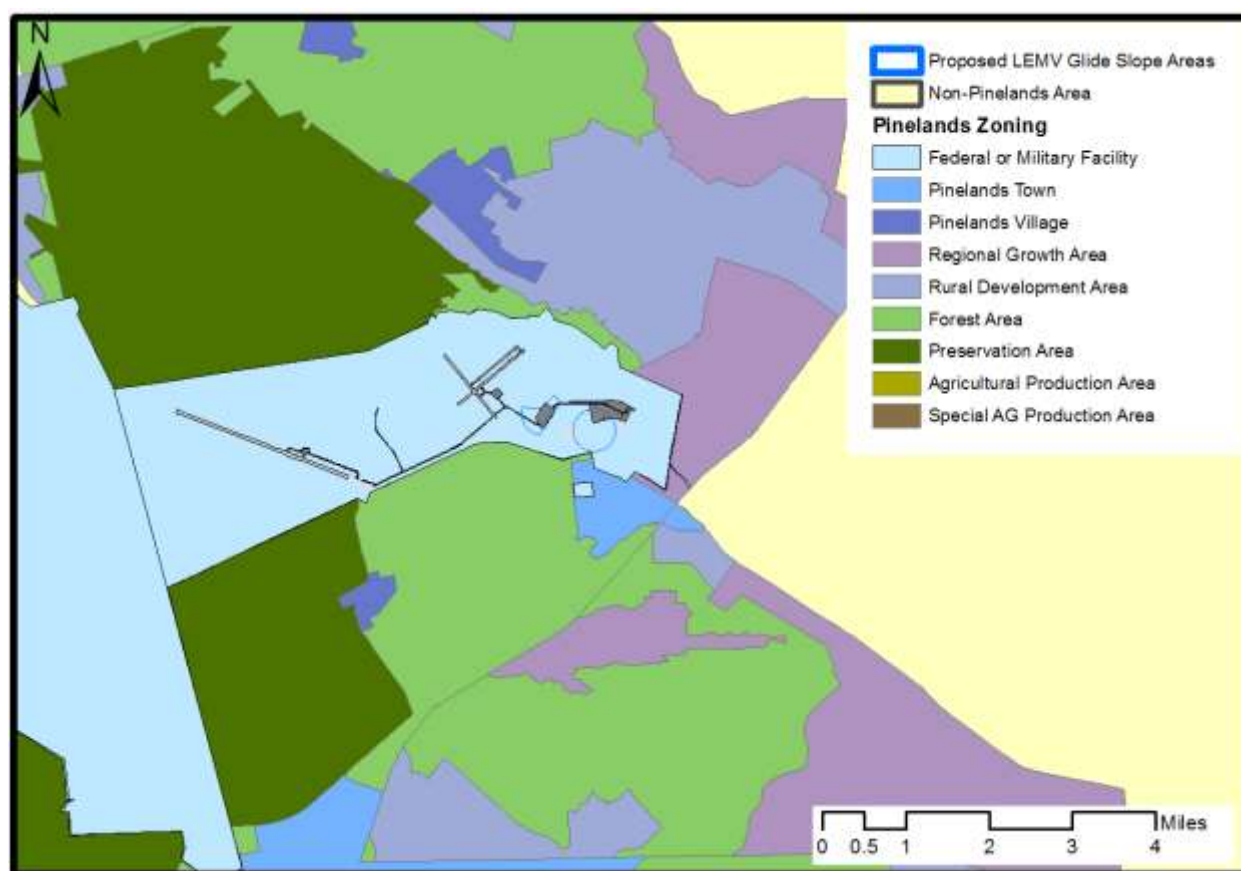 N
Proposed LEMV Glide Slope Areas
Non-Pinelands Area
Pinelands Zoning
Federal or Military Facility
Pinelands Town
Pinelands Village
Regional Growth Area
Rural Development Area
Forest Area
Preservation Area
Agricultural Production Area
Special AG Production Area
Miles
0 0.5 1 2 3 4